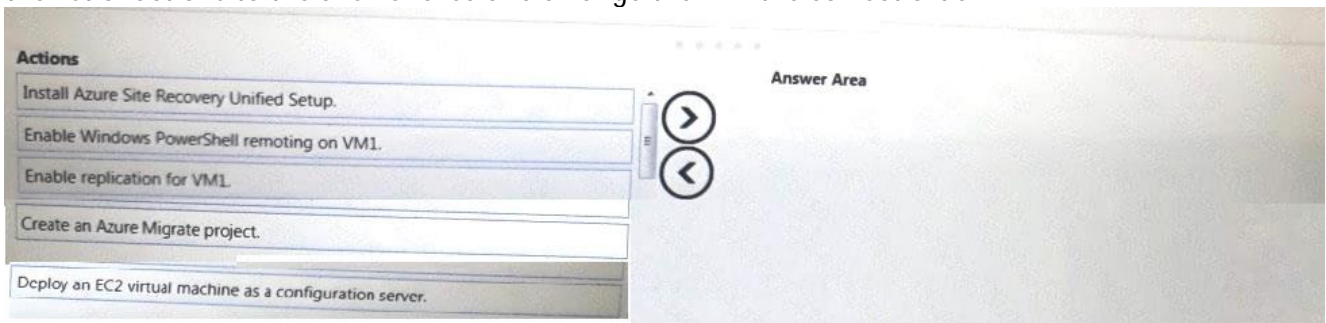 Actions
Answer Area
Install Azure Site Recovery Unified Setup.
Enable Windows PowerShell remoting on VM1.
Enable replication for VM1.
Create an Azure Migrate project.
Deploy an EC2 virtual machine as a configuration server.